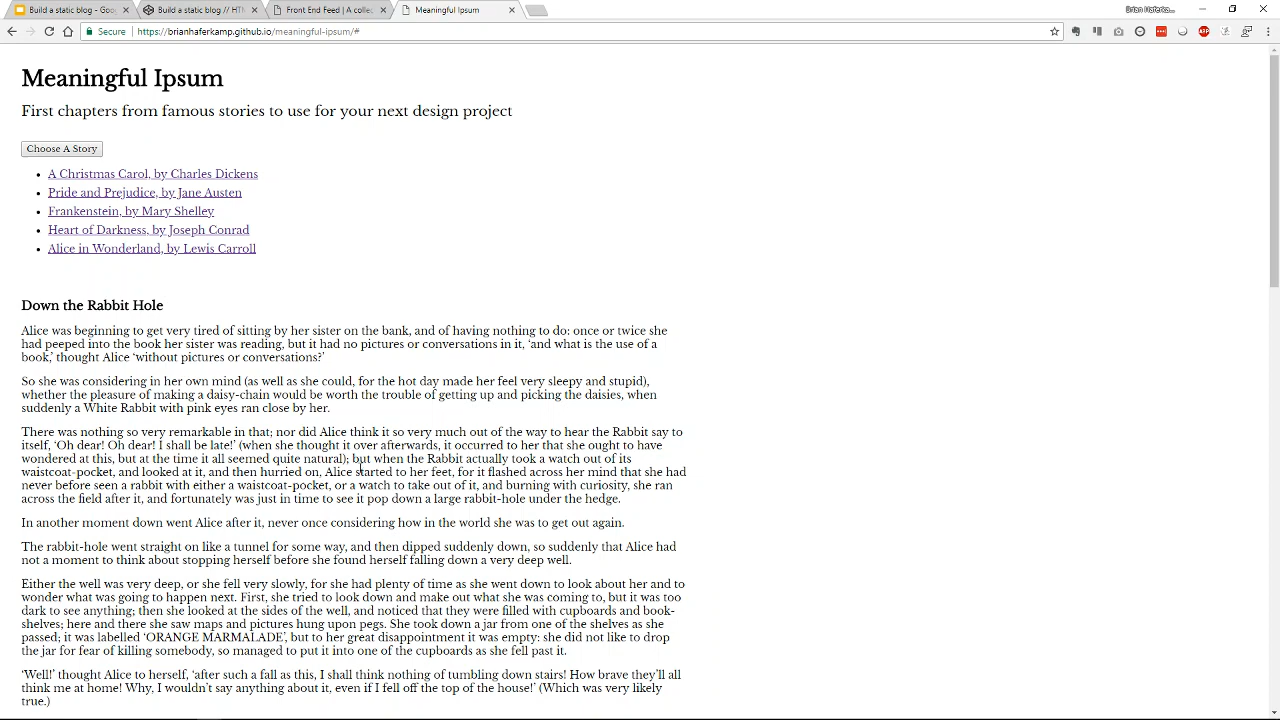 Build a static blog - Goo
Build a static blog // HTM
Front End Feed | A collec
Meaningful Ipsum
Secure
https://brianhaferkamp.github.io/meaningful-ipsum/#
Meaningful Ipsum
First chapters from famous stories to use for your next design project
Choose A Story
• A Christmas Carol, by Charles Dickens
• Pride and Prejudice, by Jane Austen
• Frankenstein, by Mary Shelley
• Heart of Darkness, by Joseph Conrad
• Alice in Wonderland, by Lewis Carroll
Down the Rabbit Hole
Alice was beginning to get very tired of sitting by her sister on the bank, and of having nothing to do: once or twice she
had peeped into the book her sister was reading, but it had no pictures or conversations in it, ‘and what is the use of a
book,’ thought Alice ‘without pictures or conversations?’
So she was considering in her own mind (as well as she could, for the hot day made her feel very sleepy and stupid),
whether the pleasure of making a daisy-chain would be worth the trouble of getting up and picking the daisies, when
suddenly a White Rabbit with pink eyes ran close by her.
There was nothing so very remarkable in that; nor did Alice think it so very much out of the way to hear the Rabbit say to
itself, ‘Oh dear! Oh dear! I shall be late!’ (when she thought it over afterwards, it occurred to her that she ought to have
wondered at this, but at the time it all seemed quite natural); but when the Rabbit actually took a watch out of its
waistcoat-pocket, and looked at it, and then hurried on, Alice started to her feet, for it flashed across her mind that she had
never before seen a rabbit with either a waistcoat-pocket, or a watch to take out of it, and burning with curiosity, she ran
across the field after it, and fortunately was just in time to see it pop down a large rabbit-hole under the hedge.
In another moment down went Alice after it, never once considering how in the world she was to get out again.
The rabbit-hole went straight on like a tunnel for some way, and then dipped suddenly down, so suddenly that Alice had
not a moment to think about stopping herself before she found herself falling down a very deep well.
Either the well was very deep, or she fell very slowly, for she had plenty of time as she went down to look about her and to
wonder what was going to happen next. First, she tried to look down and make out what she was coming to, but it was too
dark to see anything; then she looked at the sides of the well, and noticed that they were filled with cupboards and book-
shelves; here and there she saw maps and pictures hung upon pegs. She took down a jar from one of the shelves as she
passed; it was labelled ‘ORANGE MARMALADE’, but to her great disappointment it was empty: she did not like to drop
the jar for fear of killing somebody, so managed to put it into one of the cupboards as she fell past it.
‘Well!’ thought Alice to herself, ‘after such a fall as this, I shall think nothing of tumbling down stairs! How brave they’ll all
think me at home! Why, I wouldn’t say anything about it, even if I fell off the top of the house!’ (Which was very likely
true.)